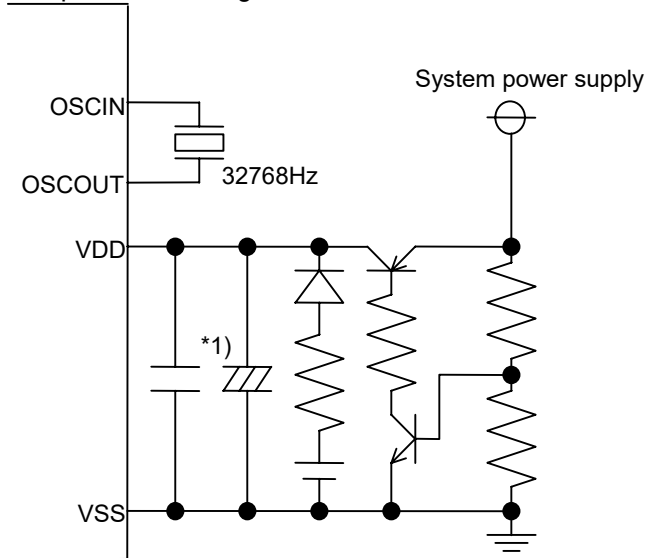 System power supply
OSCIN
32768Hz
OSCOUT
VDD
*1)
VSS